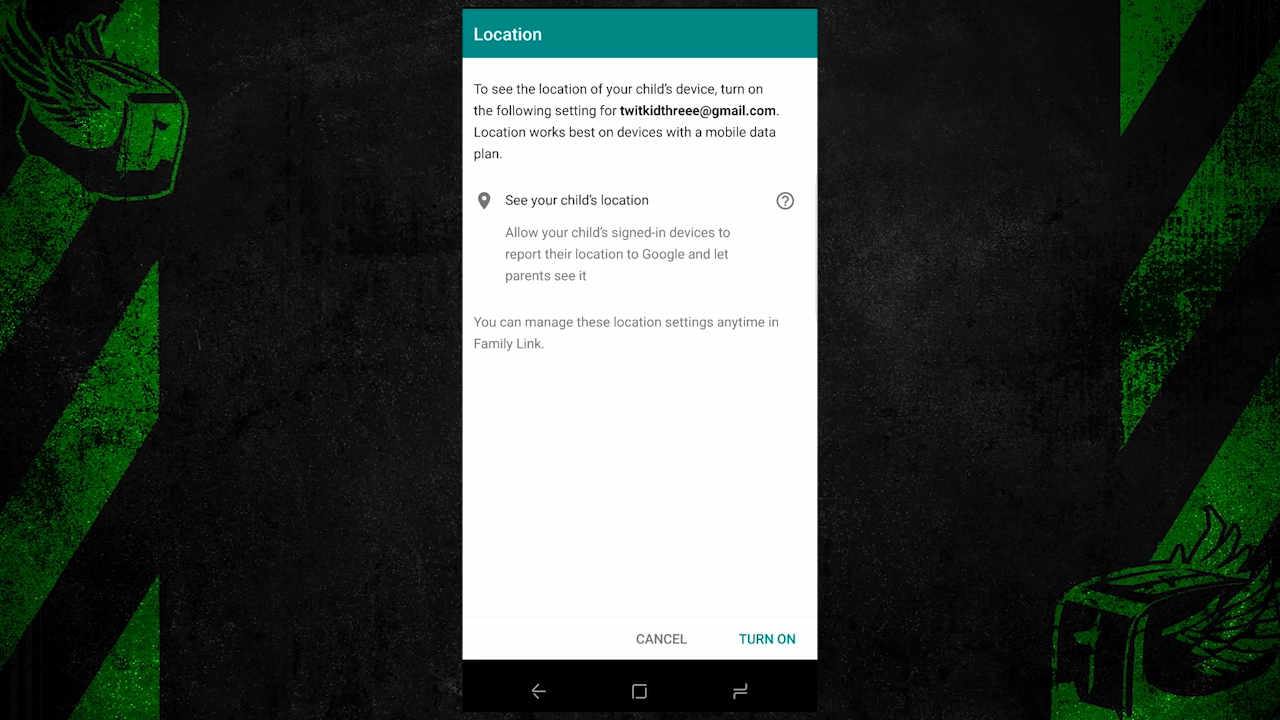 Location
To see the location of your child's device, turn on
the following setting for twitkidthreee@gmail.com.
Location works best on devices with a mobile data
plan.
See your child's location
Allow your child's signed-in devices to
report their location to Google and let
parents see it
You can manage these location settings anytime in
Family Link.
CANCEL TURN ON